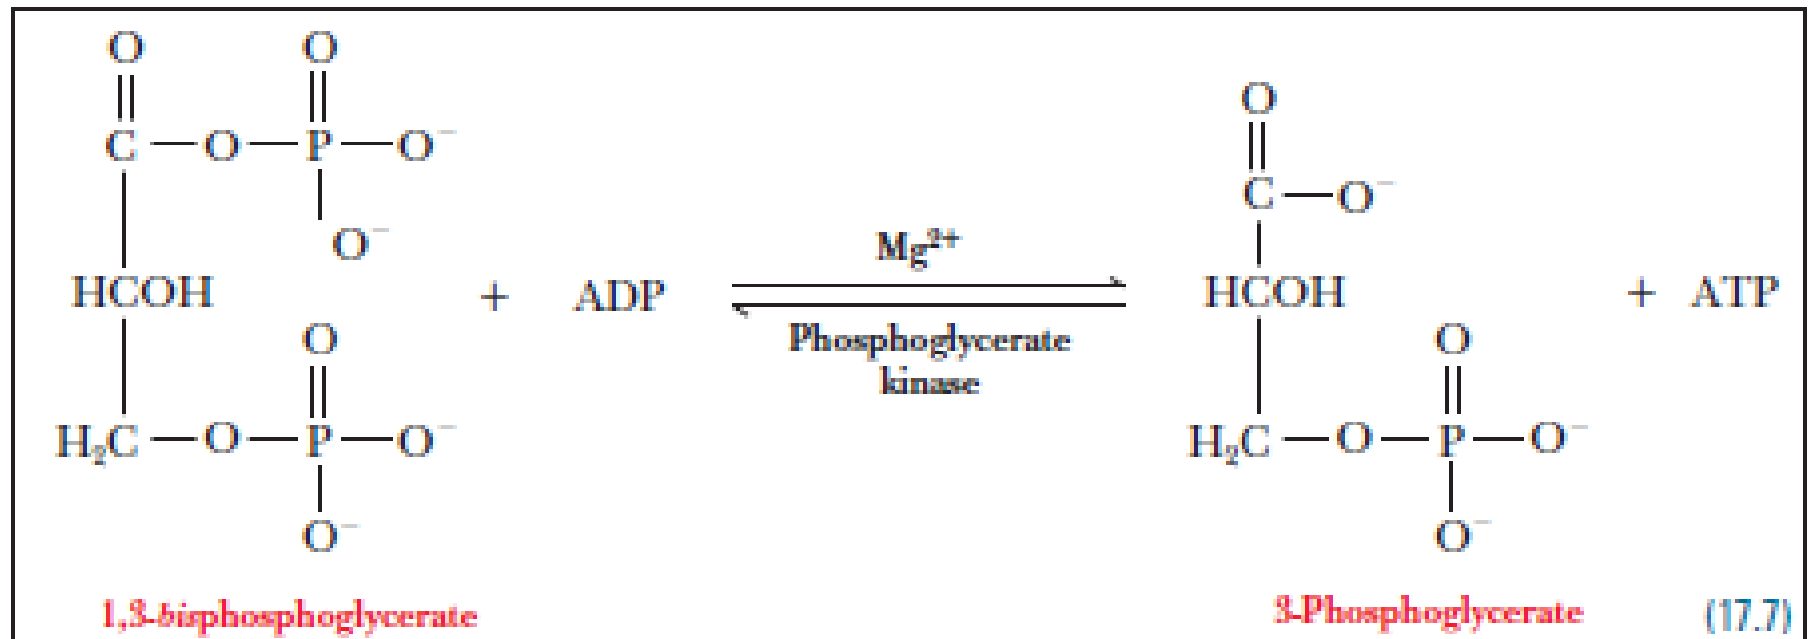 O O
O
C—O—P—O⁻
C—O⁻
O⁻
Mg²⁺
HCOH + ADP
HCOH + ATP
Phosphoglycerate
kinase
O
O
H₂C—O—P—O⁻
H₂C—O—P—O⁻
O⁻
O⁻
1,3-bisphosphoglycerate
3-Phosphoglycerate (17.7)